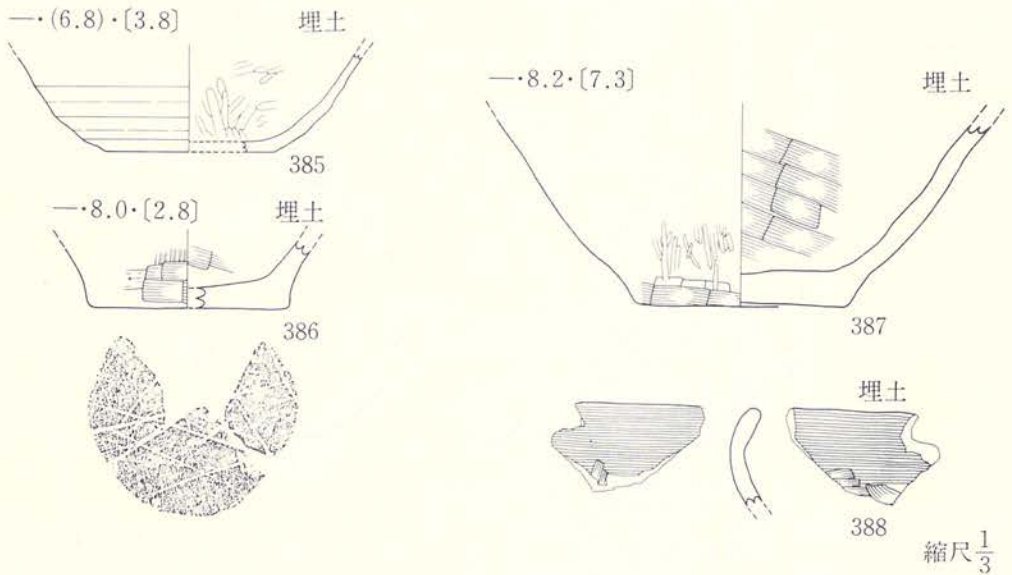 —・(6.8)・〔3.8〕 埋土
385
—・8.0・〔2.8〕 埋土
386
—・8.2・〔7.3〕 埋土
387
埋土
388
縮尺1/3